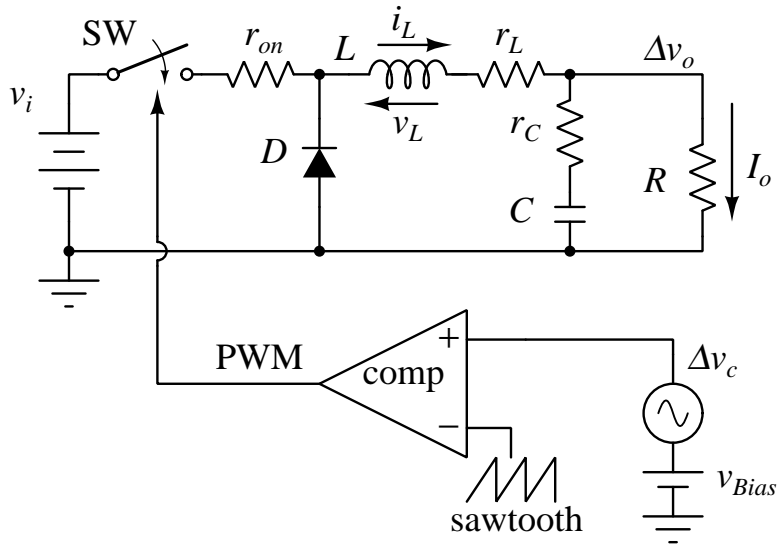 SW
r_on
L
i_L
r_L
Δv_o
v_i
v_L
r_C
D
C
R
I_o
PWM
+
comp
−
Δv_c
v_Bias
sawtooth